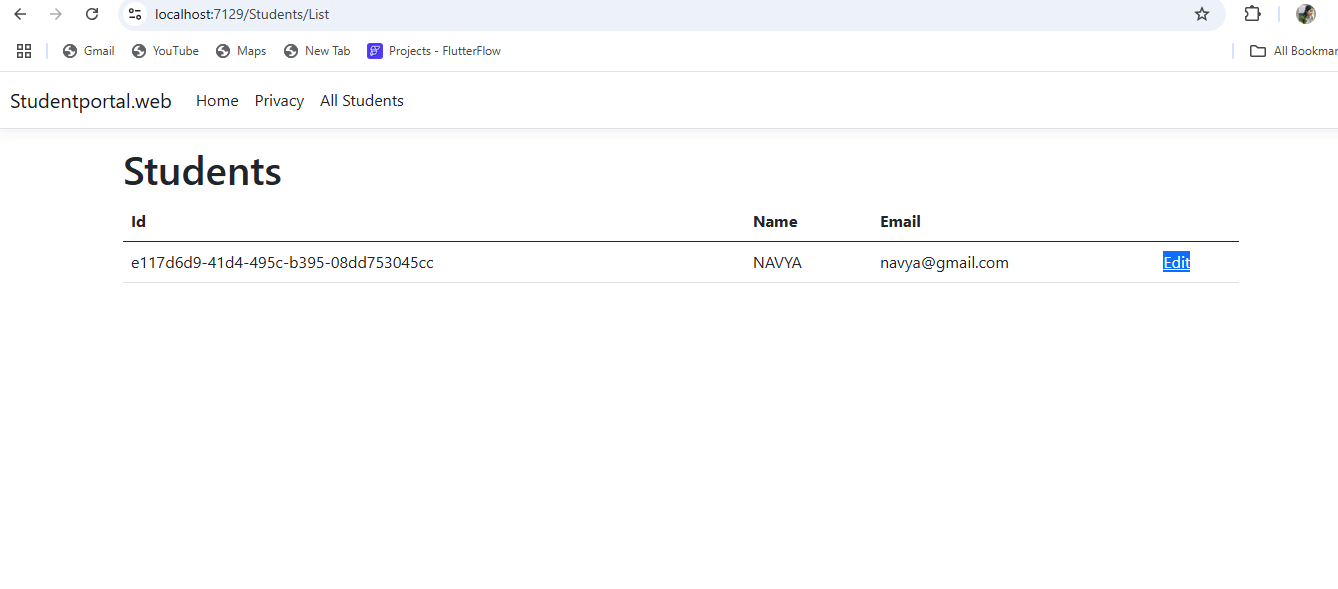 localhost:7129/Students/List
Gmail YouTube Maps New Tab Projects - FlutterFlow All Bookmar
Studentportal.web Home Privacy All Students
Students
Id Name Email
e117d6d9-41d4-495c-b395-08dd753045cc NAVYA navya@gmail.com Edit